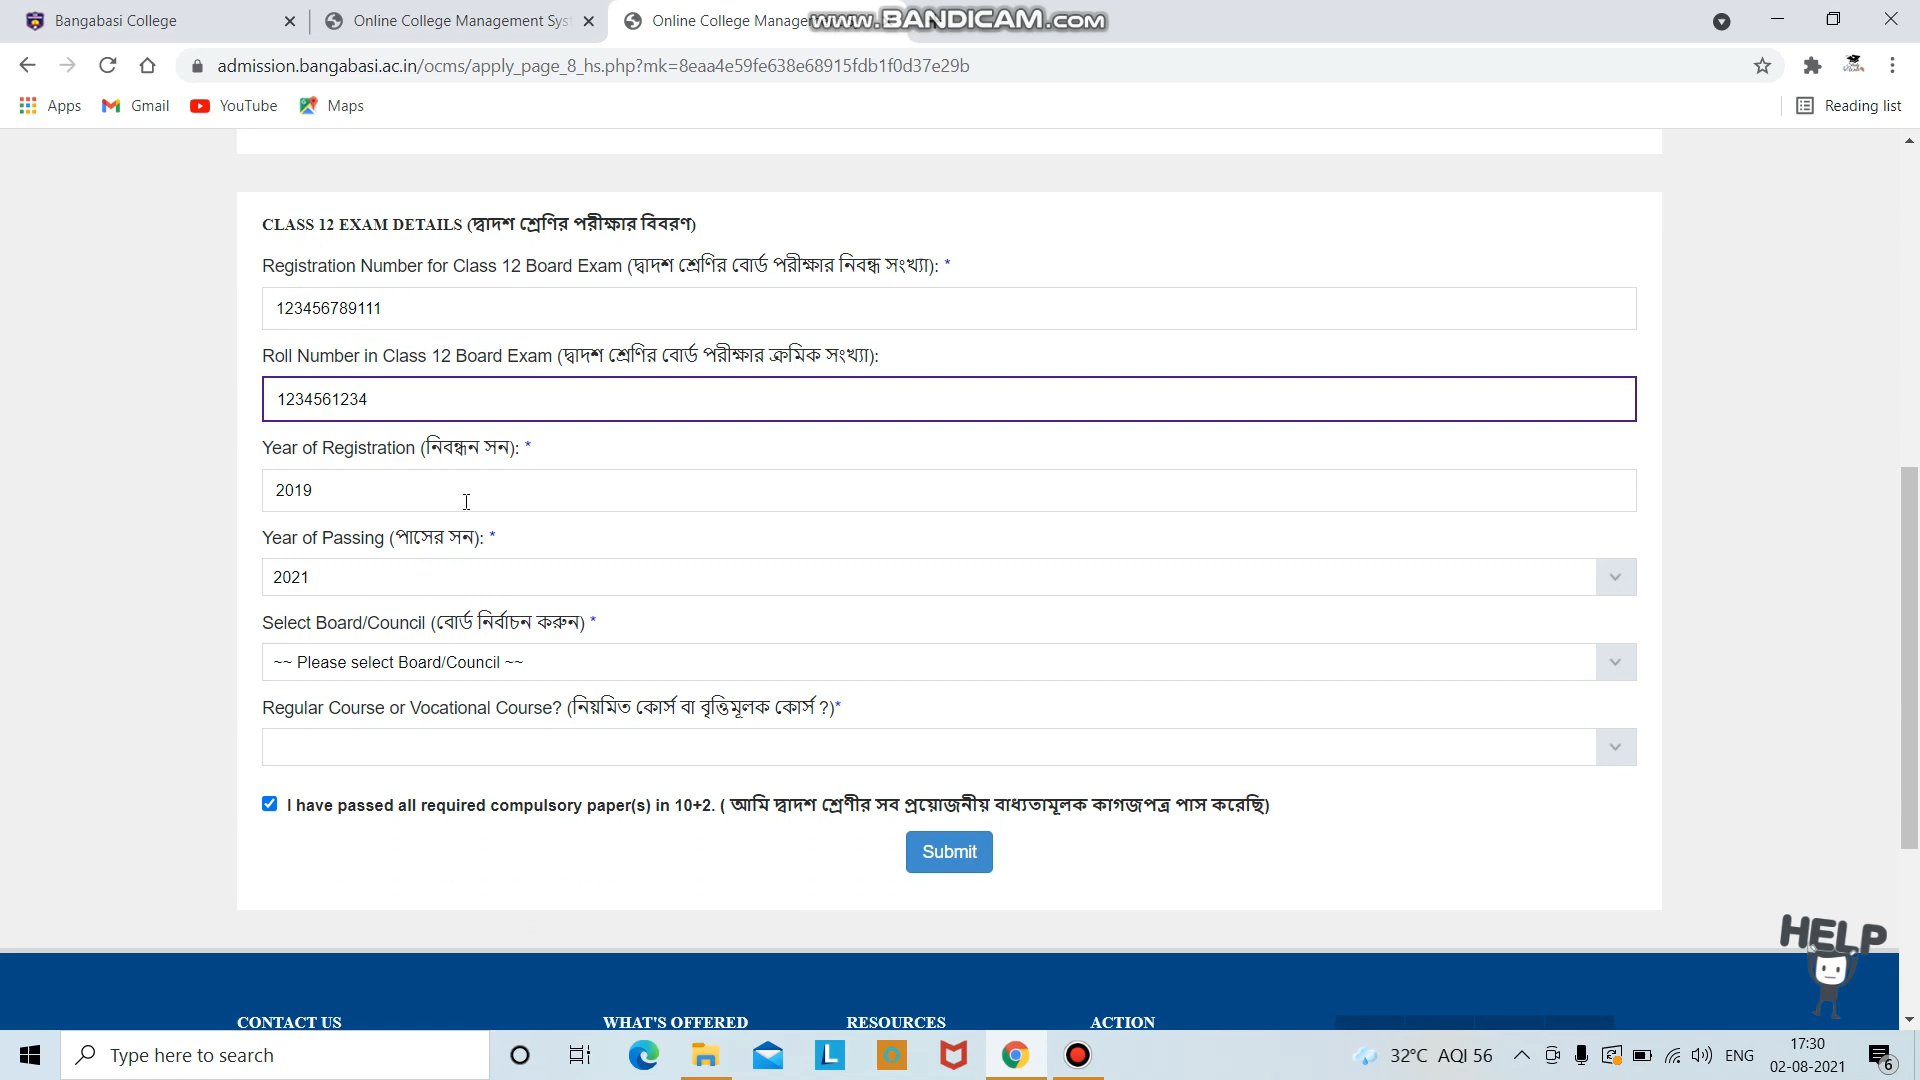 Bangabasi College
Online College Management Syst
Online College Manage
www.BANDICAM.com
admission.bangabasi.ac.in/ocms/apply_page_8_hs.php?mk=8eaa4e59fe638e68915fdb1f0d37e29b
Apps Gmail YouTube Maps Reading list
CLASS 12 EXAM DETAILS (দ্বাদশ শ্রেণির পরীক্ষার বিবরণ)
Registration Number for Class 12 Board Exam (দ্বাদশ শ্রেণির বোর্ড পরীক্ষার নিবন্ধ সংখ্যা): *
123456789111
Roll Number in Class 12 Board Exam (দ্বাদশ শ্রেণির বোর্ড পরীক্ষার ক্রমিক সংখ্যা):
1234561234
Year of Registration (নিবন্ধন সন): *
2019
Year of Passing (পাসের সন): *
2021
Select Board/Council (বোর্ড নির্বাচন করুন) *
~~ Please select Board/Council ~~
Regular Course or Vocational Course? (নিয়মিত কোর্স বা বৃত্তিমূলক কোর্স ?)*
I have passed all required compulsory paper(s) in 10+2. ( আমি দ্বাদশ শ্রেণীর সব প্রয়োজনীয় বাধ্যতামূলক কাগজপত্র পাস করেছি)
Submit
HELP
CONTACT US WHAT'S OFFERED RESOURCES ACTION
Type here to search
32°C AQI 56
ENG
17:30
02-08-2021
6